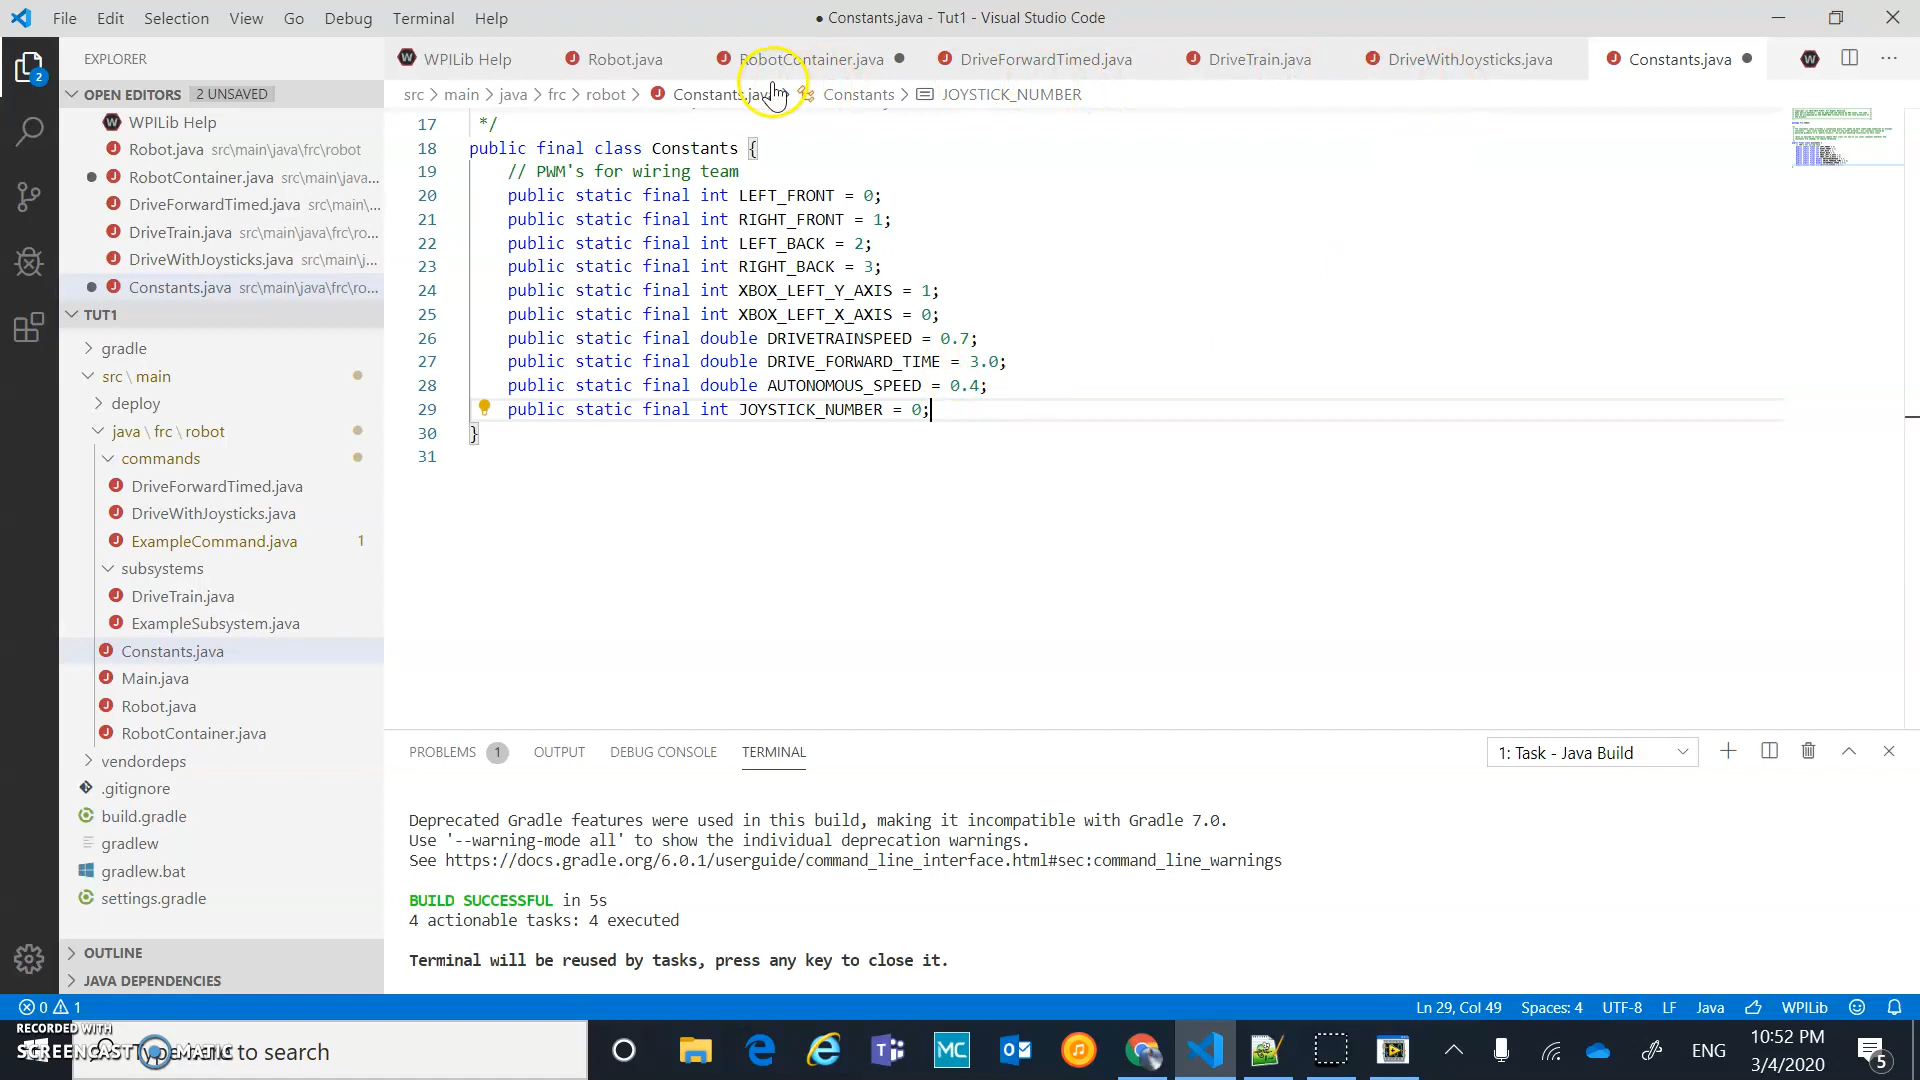 File Edit Selection View Go Debug Terminal Help
● Constants.java - Tut1 - Visual Studio Code
EXPLORER
WPILib Help Robot.java RobotContainer.java DriveForwardTimed.java DriveTrain.java DriveWithJoysticks.java Constants.java
src > main > java > frc > robot > Constants.java > Constants > JOYSTICK_NUMBER
OPEN EDITORS 2 UNSAVED
WPILib Help
Robot.java src\main\java\frc\robot
RobotContainer.java src\main\java...
DriveForwardTimed.java src\main\...
DriveTrain.java src\main\java\frc\ro...
DriveWithJoysticks.java src\main\j...
Constants.java src\main\java\frc\ro...
TUT1
gradle
src \ main
deploy
java \ frc \ robot
commands
DriveForwardTimed.java
DriveWithJoysticks.java
ExampleCommand.java 1
subsystems
DriveTrain.java
ExampleSubsystem.java
Constants.java
Main.java
Robot.java
RobotContainer.java
vendordeps
.gitignore
build.gradle
gradlew
gradlew.bat
settings.gradle
OUTLINE
JAVA DEPENDENCIES
2
17 */
18 public final class Constants {
19 // PWM's for wiring team
20 public static final int LEFT_FRONT = 0;
21 public static final int RIGHT_FRONT = 1;
22 public static final int LEFT_BACK = 2;
23 public static final int RIGHT_BACK = 3;
24 public static final int XBOX_LEFT_Y_AXIS = 1;
25 public static final int XBOX_LEFT_X_AXIS = 0;
26 public static final double DRIVETRAINSPEED = 0.7;
27 public static final double DRIVE_FORWARD_TIME = 3.0;
28 public static final double AUTONOMOUS_SPEED = 0.4;
29 public static final int JOYSTICK_NUMBER = 0;
30 }
31
PROBLEMS 1 OUTPUT DEBUG CONSOLE TERMINAL 1: Task - Java Build
Deprecated Gradle features were used in this build, making it incompatible with Gradle 7.0.
Use '--warning-mode all' to show the individual deprecation warnings.
See https://docs.gradle.org/6.0.1/userguide/command_line_interface.html#sec:command_line_warnings
BUILD SUCCESSFUL in 5s
4 actionable tasks: 4 executed
Terminal will be reused by tasks, press any key to close it.
0 1 Ln 29, Col 49 Spaces: 4 UTF-8 LF Java WPILib
RECORDED WITH
SCREENCAST MATIC
Type here to search
MC
ENG
10:52 PM
3/4/2020
5